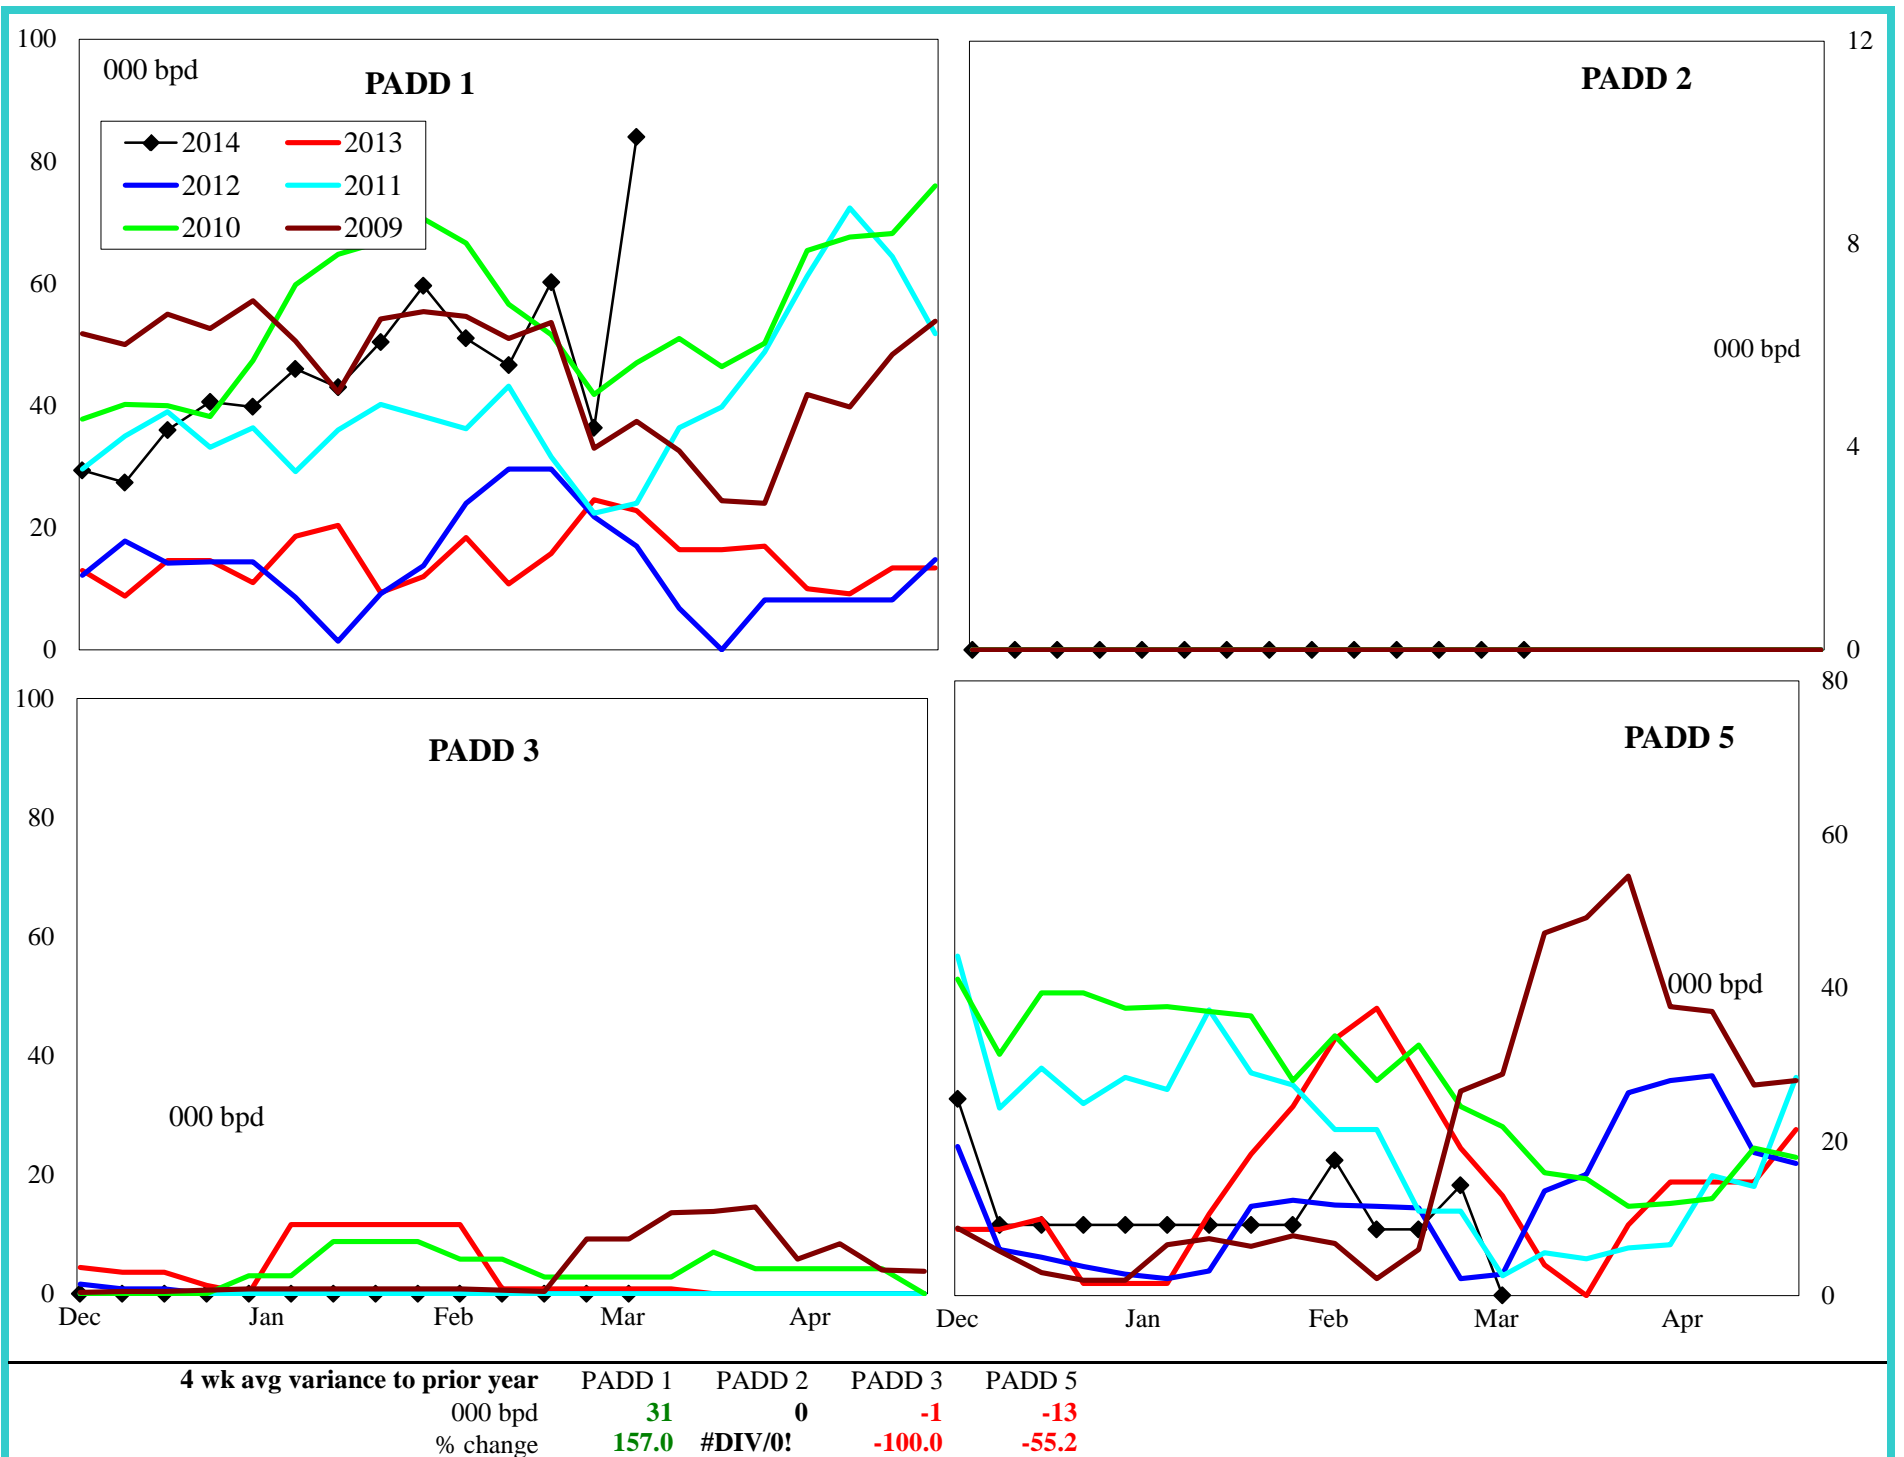 100
000 bpd
PADD 1
2014
2013
2012
2011
2010
2009
80
60
40
20
0
PADD 2
12
8
000 bpd
4
0
PADD 3
100
80
60
40
000 bpd
20
0
Dec Jan Feb Mar Apr
PADD 5
80
60
000 bpd
40
20
0
Dec Jan Feb Mar Apr
4 wk avg variance to prior year PADD 1 PADD 2 PADD 3 PADD 5
000 bpd 31 0 -1 -13
% change 157.0 #DIV/0! -100.0 -55.2